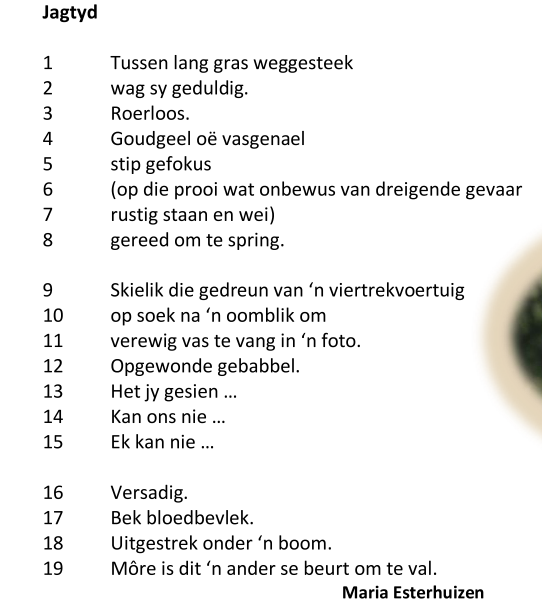 Jagtyd
1 Tussen lang gras weggesteek
2 wag sy geduldig.
3 Roerloos.
4 Goudgeel oë vasgenael
5 stip gefokus
6 (op die prooi wat onbewus van dreigende gevaar
7 rustig staan en wei)
8 gereed om te spring.
9 Skielik die gedreun van ‘n viertrekvoertuig
10 op soek na ‘n oomblik om
11 verewig vas te vang in ‘n foto.
12 Opgewonde gebabbel.
13 Het jy gesien ...
14 Kan ons nie ...
15 Ek kan nie ...
16 Versadig.
17 Bek bloedbevlek.
18 Uitgestrek onder ‘n boom.
19 Môre is dit ‘n ander se beurt om te val.
Maria Esterhuizen